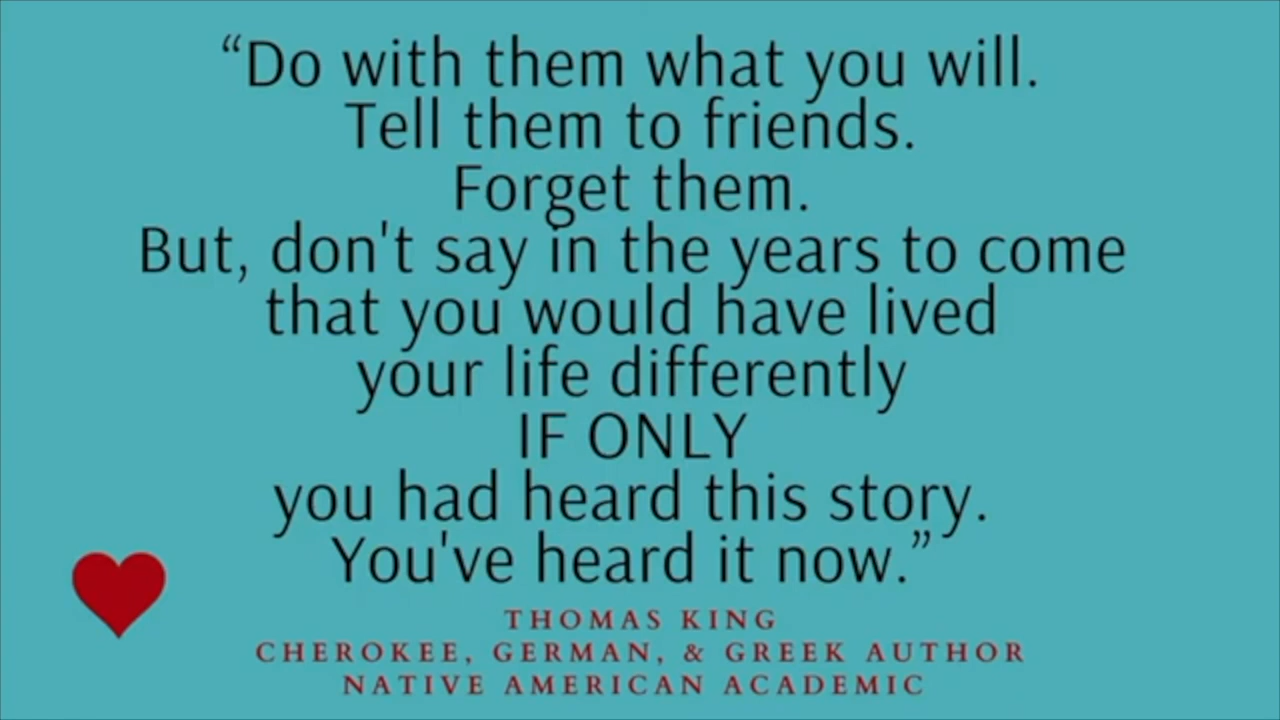 “Do with them what you will.
Tell them to friends.
Forget them.
But, don't say in the years to come
that you would have lived
your life differently
IF ONLY
you had heard this story.
You've heard it now.”
THOMAS KING
CHEROKEE, GERMAN, & GREEK AUTHOR
NATIVE AMERICAN ACADEMIC